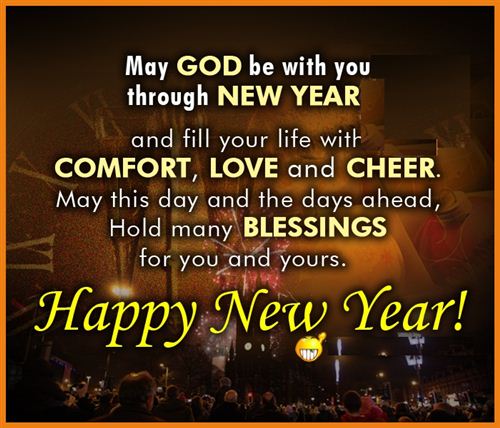 May GOD be with you
through NEW YEAR
and fill your life with
COMFORT, LOVE and CHEER.
May this day and the days ahead,
Hold many BLESSINGS
for you and yours.
Happy New Year!